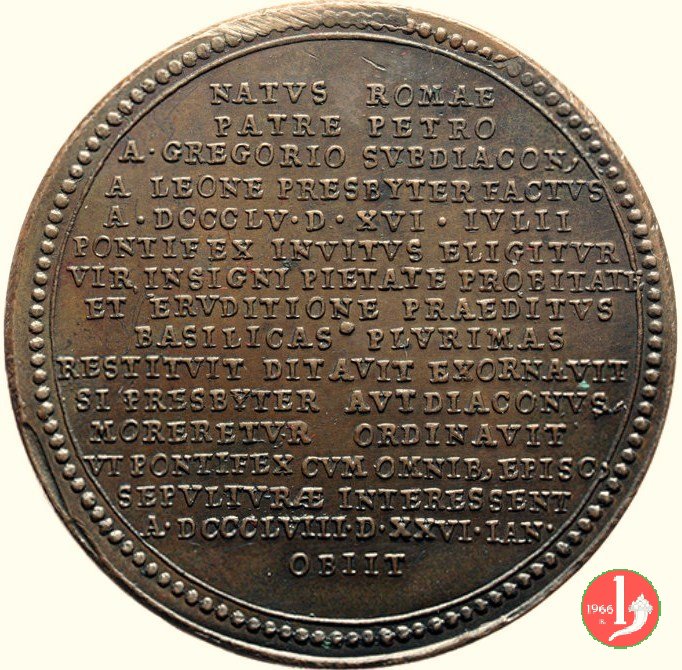 NATVS ROMAE
PATRE PETRO
A·GREGORIO SVBDIACON,
A LEONE PRESBYTER FACTVS
A·DCCCLV·D·XVI·IVLII
PONTIFEX INVITVS ELIGITVR
VIR, INSIGNI PIETATE PROBITATE
ET ERVDITIONE PRAEDITVS
BASILICAS PLVRIMAS
RESTITVIT DITAVIT EXORNAVIT
SI PRESBYTER AVT DIACONVS
MORERETVR ORDINAVIT
VT PONTIFEX CVM OMNIB, EPISC,
SEPVLTVRÆ INTERESSENT
A·DCCCLVIII·D·XXVI·IAN·
OBIIT
1966